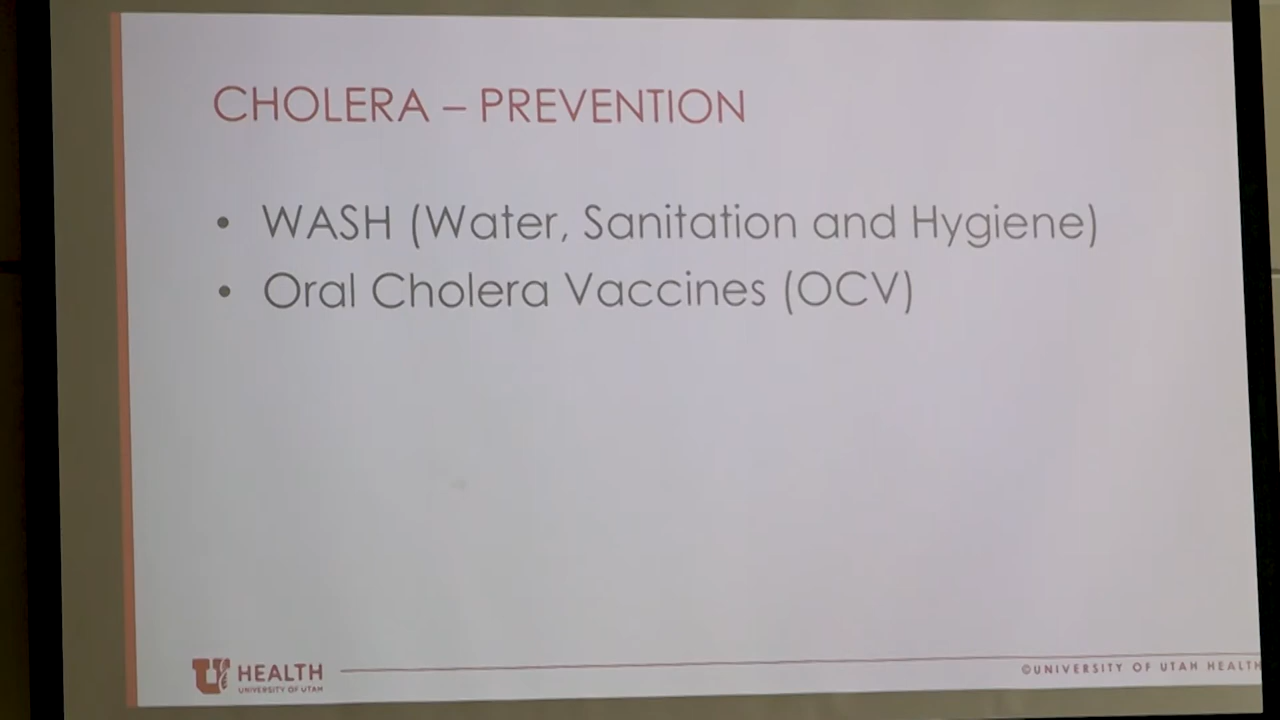 CHOLERA – PREVENTION
• WASH (Water, Sanitation and Hygiene)
• Oral Cholera Vaccines (OCV)
U HEALTH
UNIVERSITY OF UTAH
©UNIVERSITY OF UTAH HEALTH